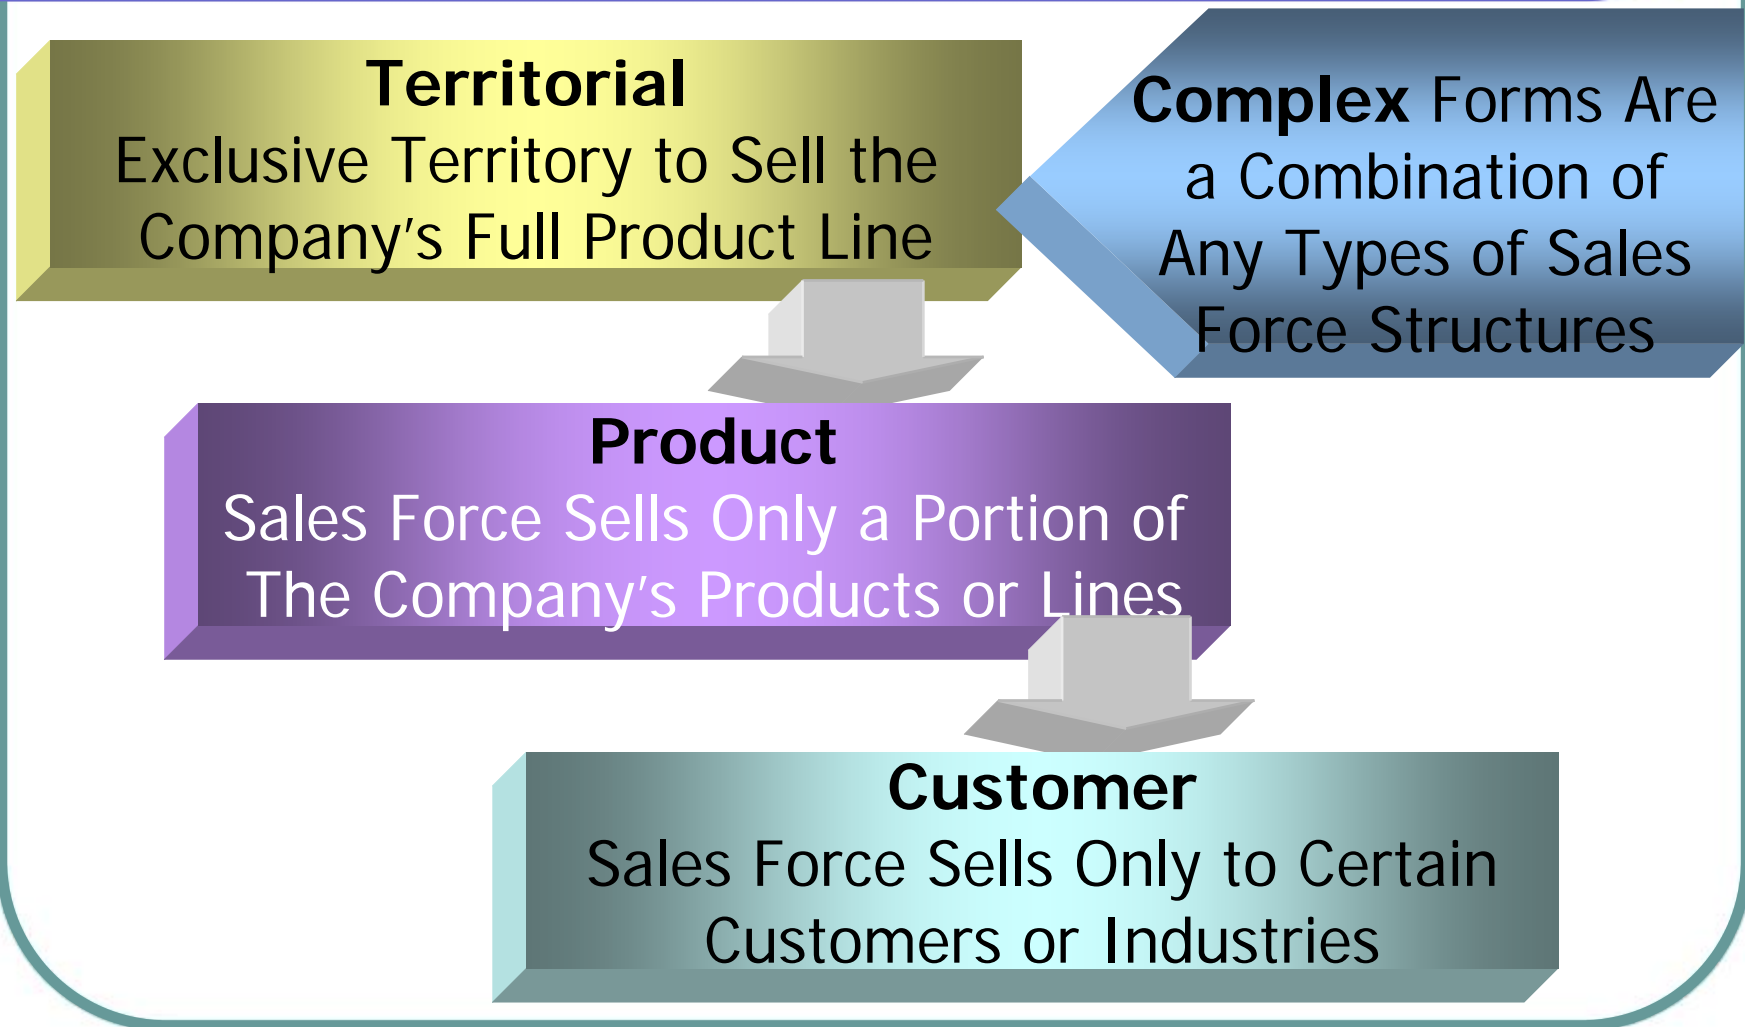 Territorial
Exclusive Territory to Sell the
Company's Full Product Line
Complex Forms Are
a Combination of
Any Types of Sales
Force Structures
Product
Sales Force Sells Only a Portion of
The Company's Products or Lines
Customer
Sales Force Sells Only to Certain
Customers or Industries